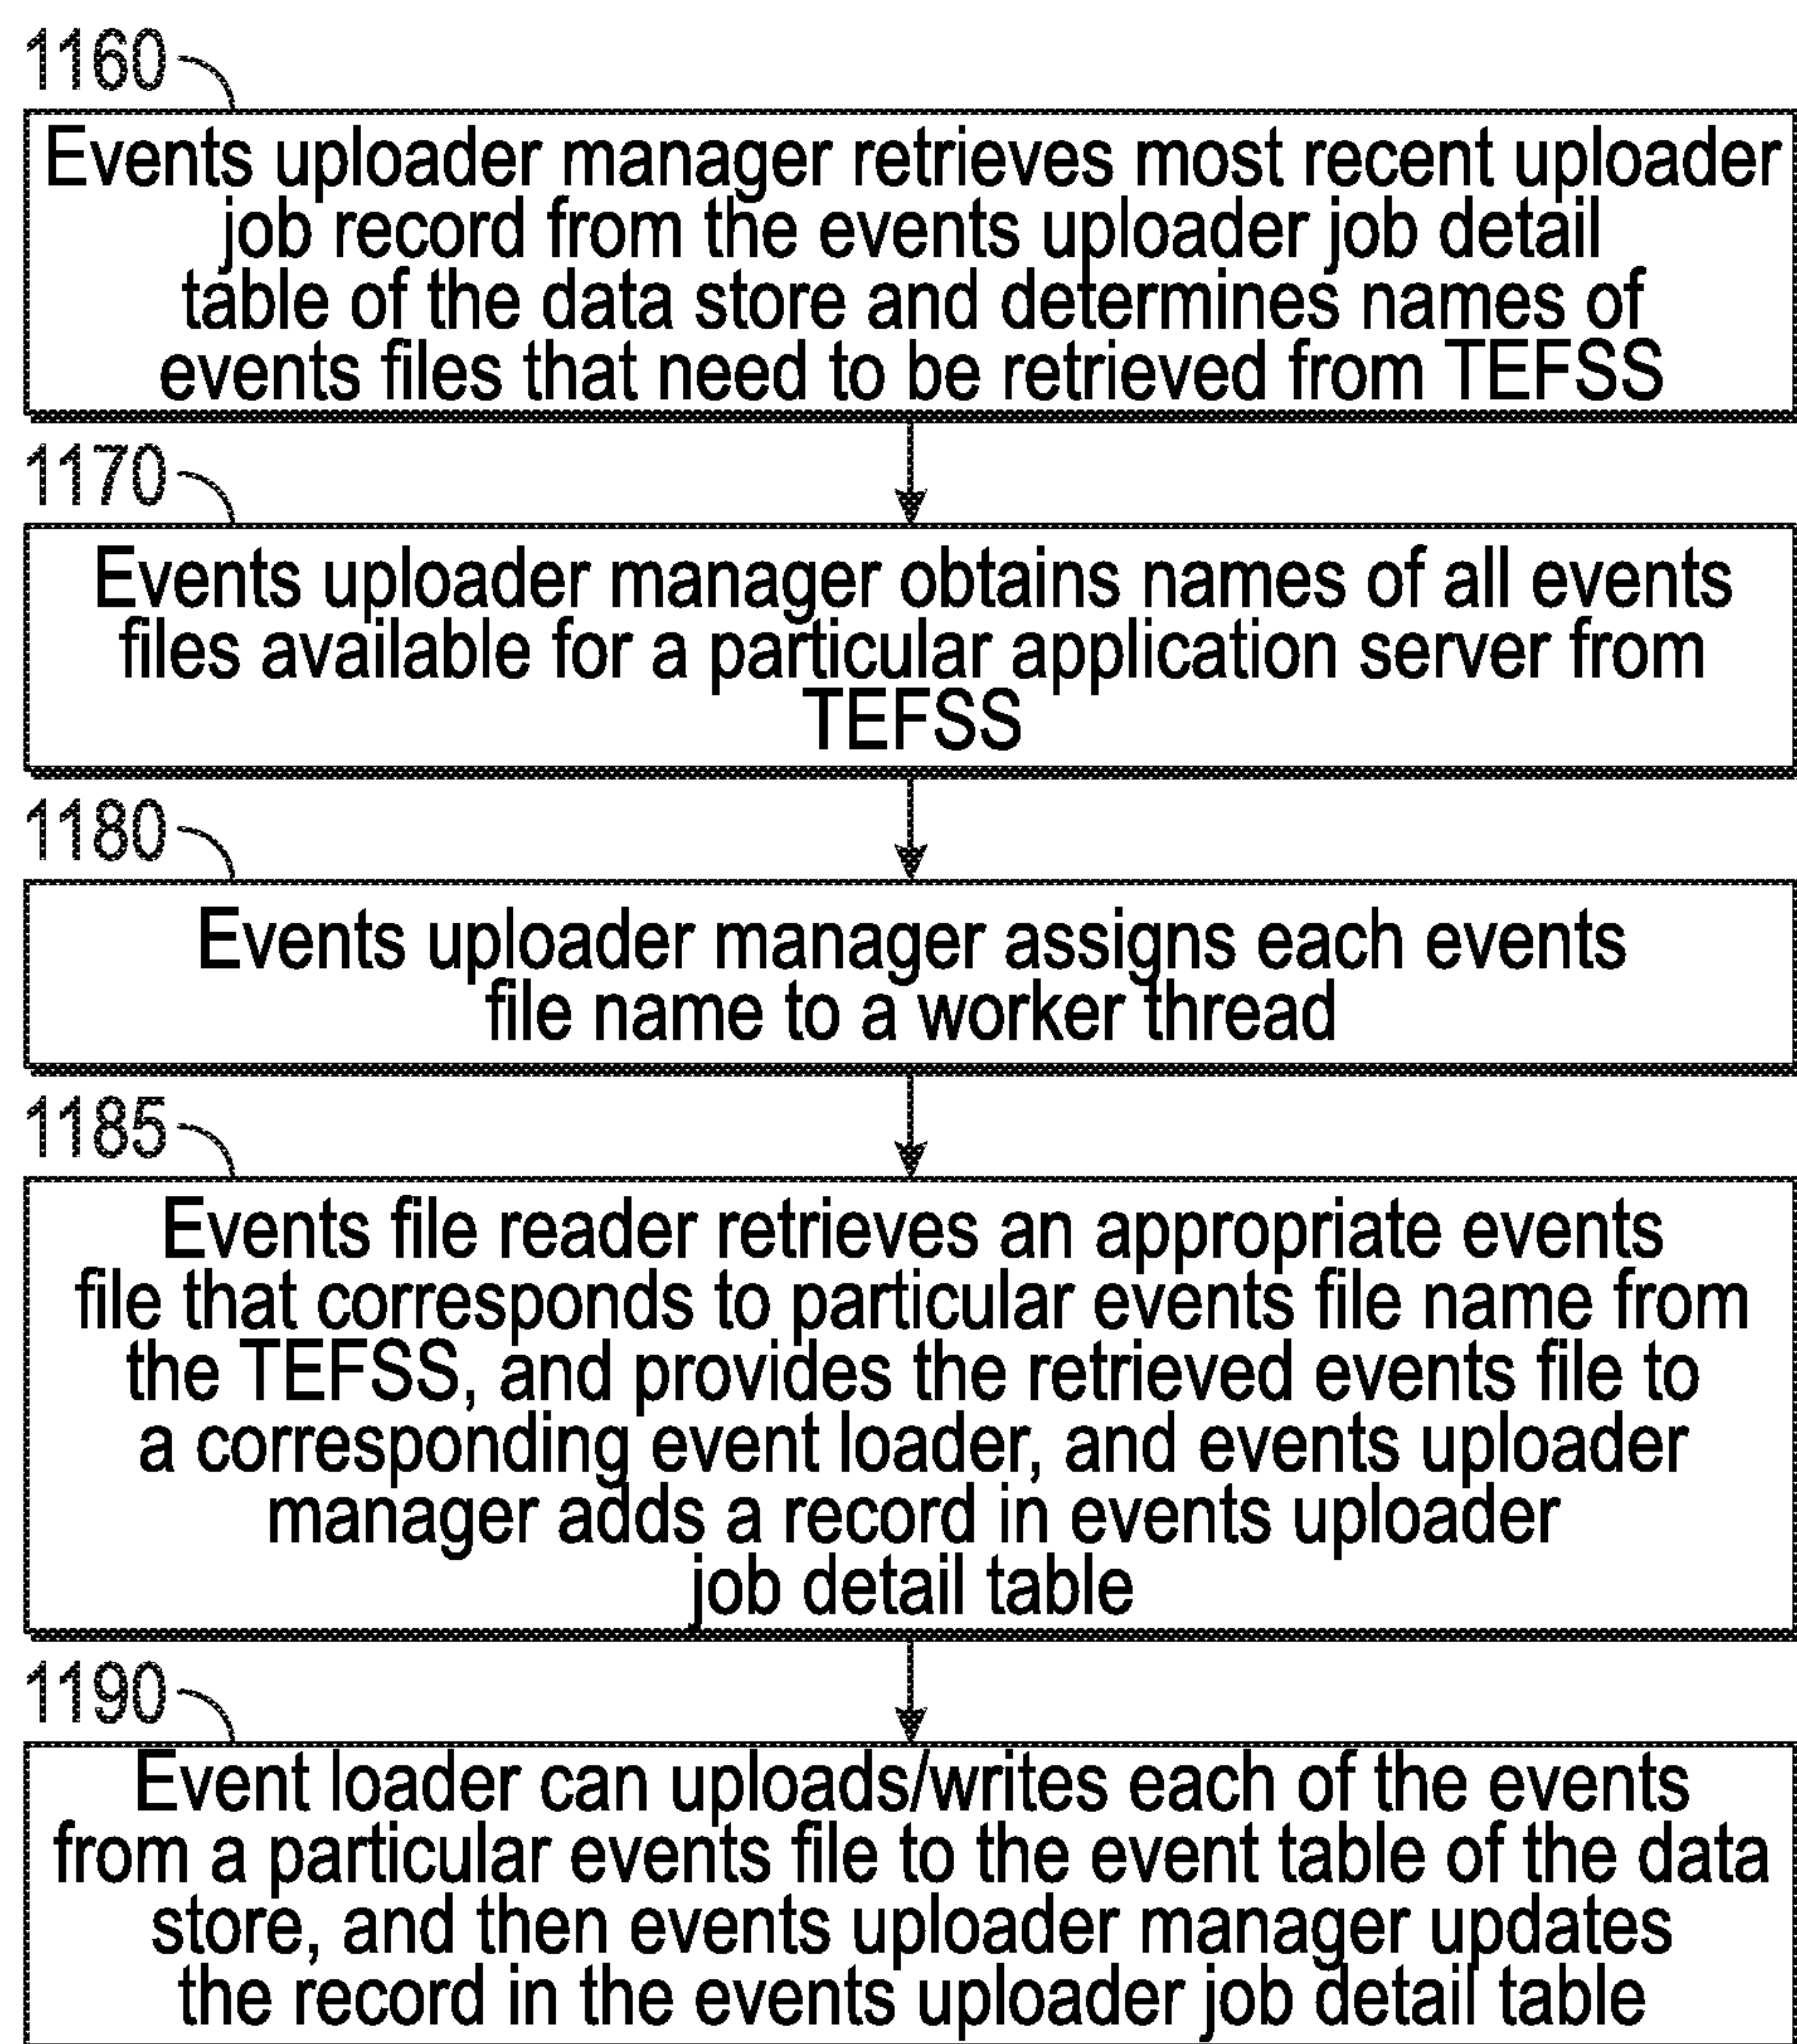 1160
Events uploader manager retrieves most recent uploader
job record from the events uploader job detail
table of the data store and determines names of
events files that need to be retrieved from TEFSS
1170
Events uploader manager obtains names of all events
files available for a particular application server from
TEFSS
1180
Events uploader manager assigns each events
file name to a worker thread
1185
Events file reader retrieves an appropriate events
file that corresponds to particular events file name from
the TEFSS, and provides the retrieved events file to
a corresponding event loader, and events uploader
manager adds a record in events uploader
job detail table
1190
Event loader can uploads/writes each of the events
from a particular events file to the event table of the data
store, and then events uploader manager updates
the record in the events uploader job detail table